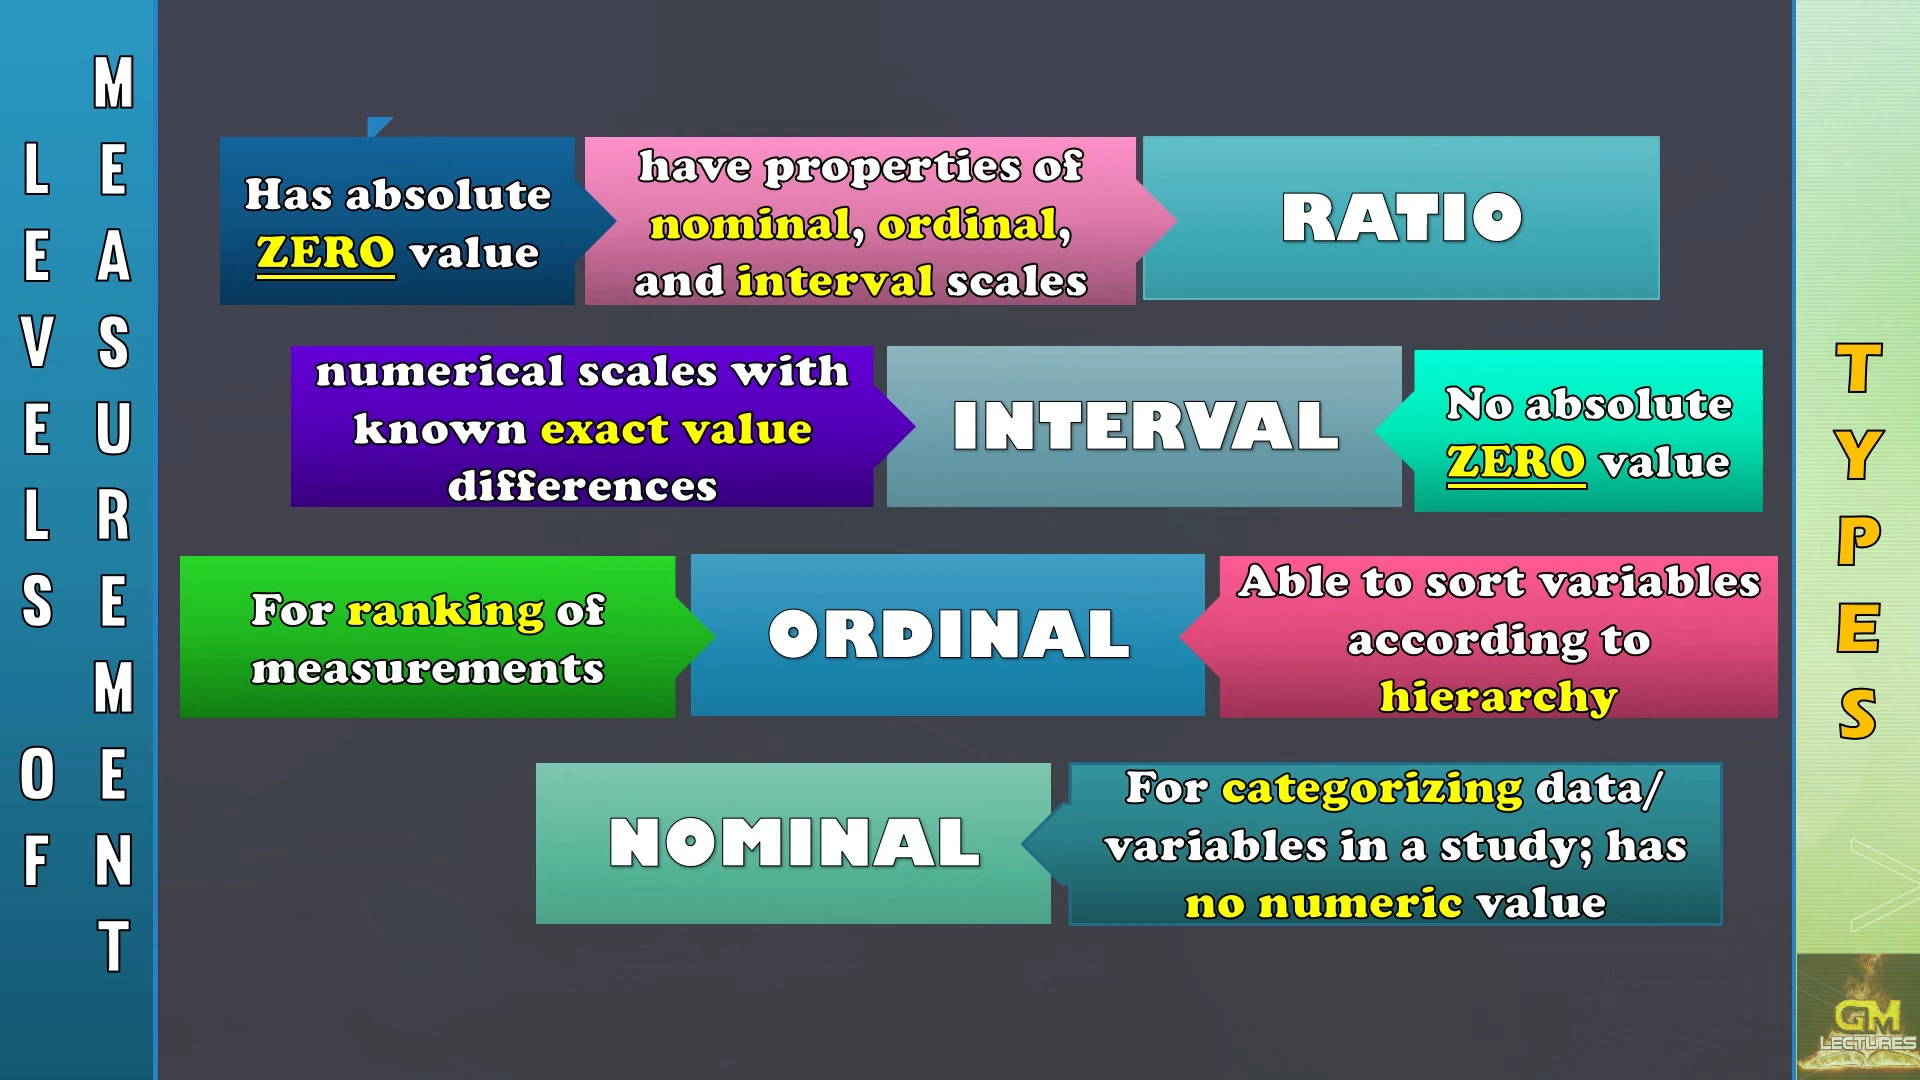 LEVELS OF
MEASUREMENT
Has absolute
ZERO value
have properties of
nominal, ordinal,
and interval scales
RATIO
numerical scales with
known exact value
differences
INTERVAL
No absolute
ZERO value
For ranking of
measurements
ORDINAL
Able to sort variables
according to
hierarchy
NOMINAL
For categorizing data/
variables in a study; has
no numeric value
TYPES
GM
LECTURES